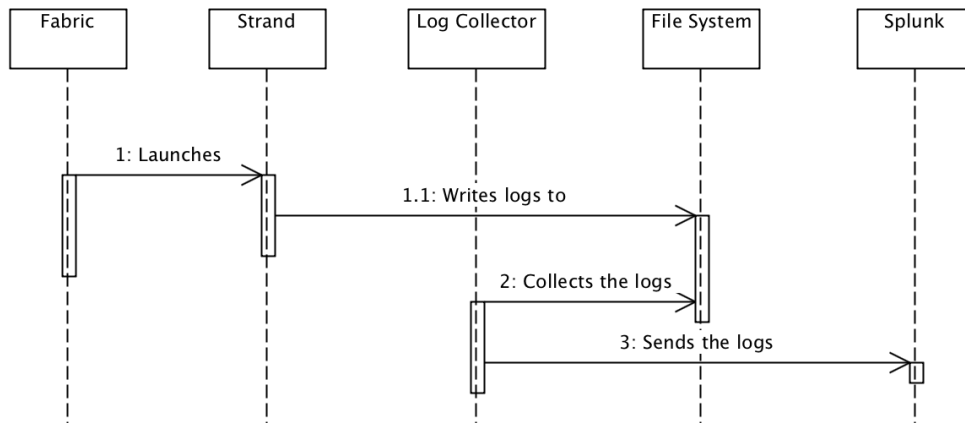 Fabric
Strand
Log Collector
File System
Splunk
1: Launches
1.1: Writes logs to
2: Collects the logs
3: Sends the logs